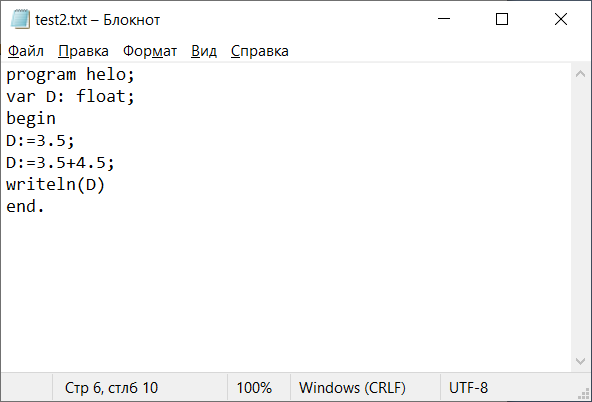 test2.txt – Блокнот
Файл Правка Формат Вид Справка
program helo;
var D: float;
begin
D:=3.5;
D:=3.5+4.5;
writeln(D)
end.
Стр 6, стлб 10 100% Windows (CRLF) UTF-8